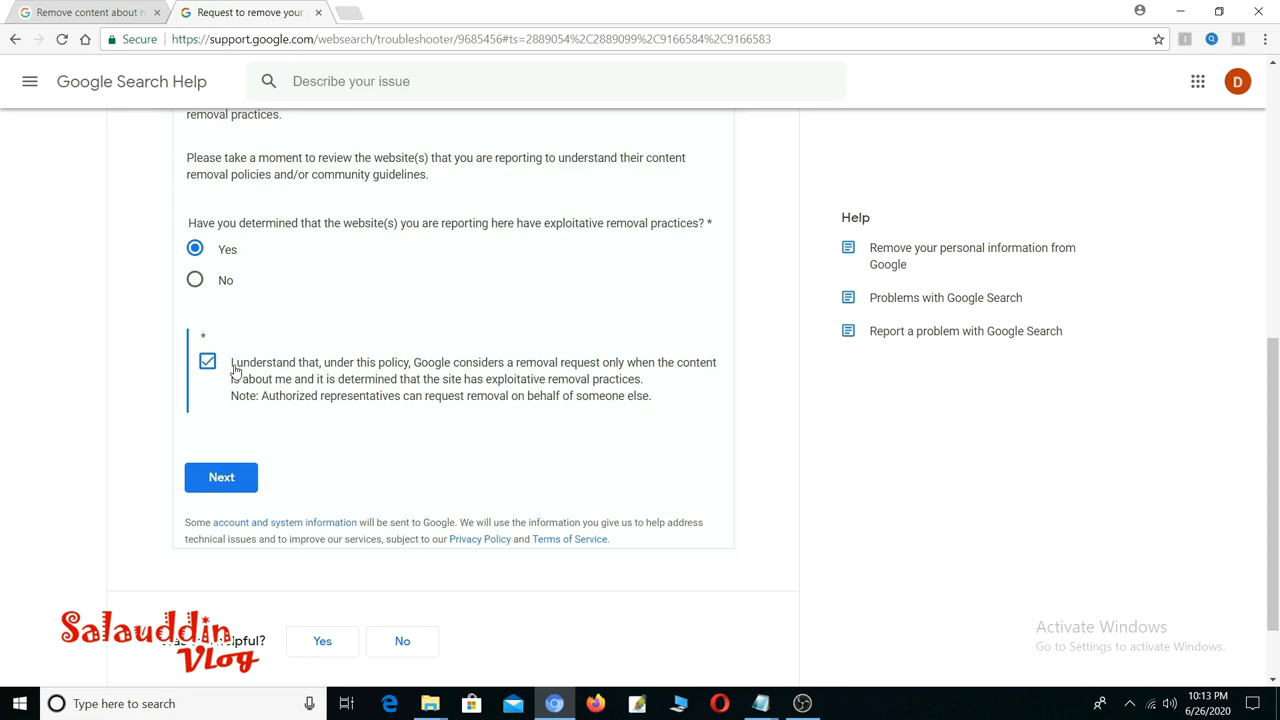 Remove content about m
Request to remove your
Secure
https://support.google.com/websearch/troubleshooter/9685456#ts=2889054%2C2889099%2C9166584%2C9166583
Google Search Help
Describe your issue
D
removal practices.
Please take a moment to review the website(s) that you are reporting to understand their content
removal policies and/or community guidelines.
Have you determined that the website(s) you are reporting here have exploitative removal practices? *
Yes
No
*
I understand that, under this policy, Google considers a removal request only when the content
is about me and it is determined that the site has exploitative removal practices.
Note: Authorized representatives can request removal on behalf of someone else.
Next
Some account and system information will be sent to Google. We will use the information you give us to help address
technical issues and to improve our services, subject to our Privacy Policy and Terms of Service.
Help
Remove your personal information from
Google
Problems with Google Search
Report a problem with Google Search
Yes
No
Salauddin
Vlog
Activate Windows
Go to Settings to activate Windows.
Type here to search
10:13 PM
6/26/2020